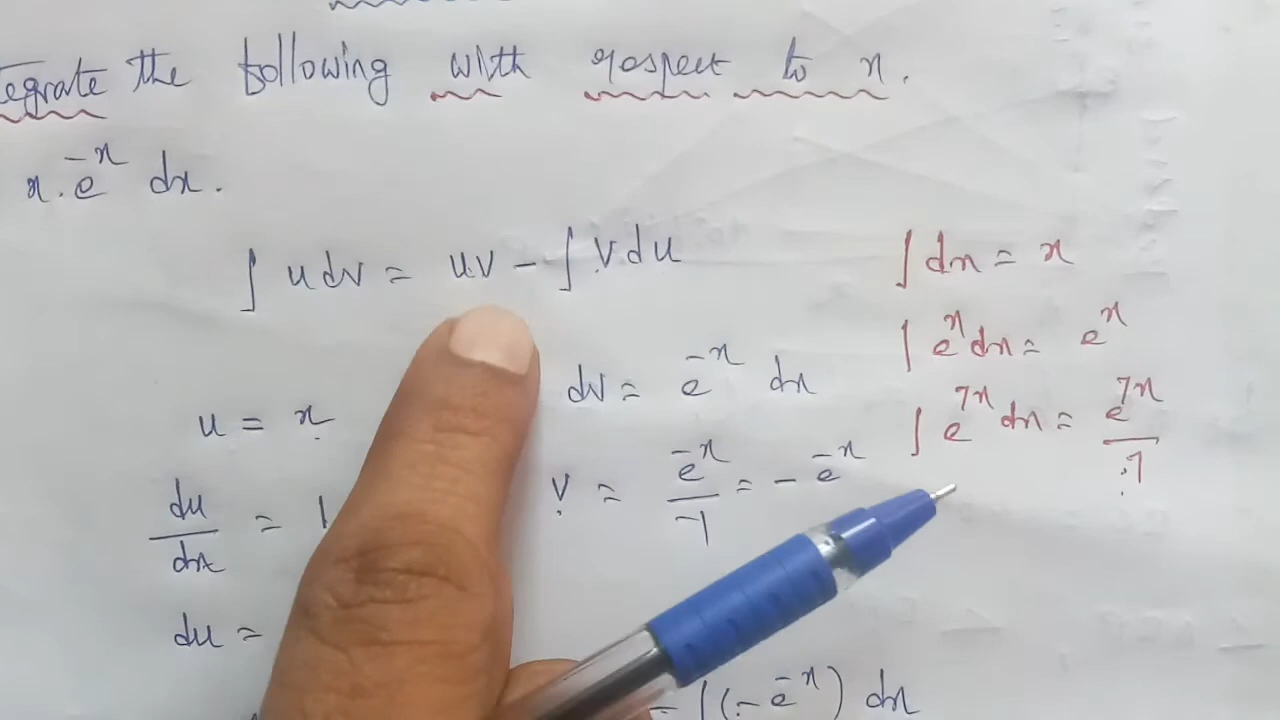 tegrate the following with respect to x.
x.e^-x dx.
∫ u dv = uv - ∫ v du
∫ dx = x
∫ e^x dx = e^x
u = x
dv = e^-x dx
∫ e^7x dx = e^7x / 7
du/dx = 1
v = e^-x / -1 = - e^-x
du =
- ∫ (-e^-x) dx